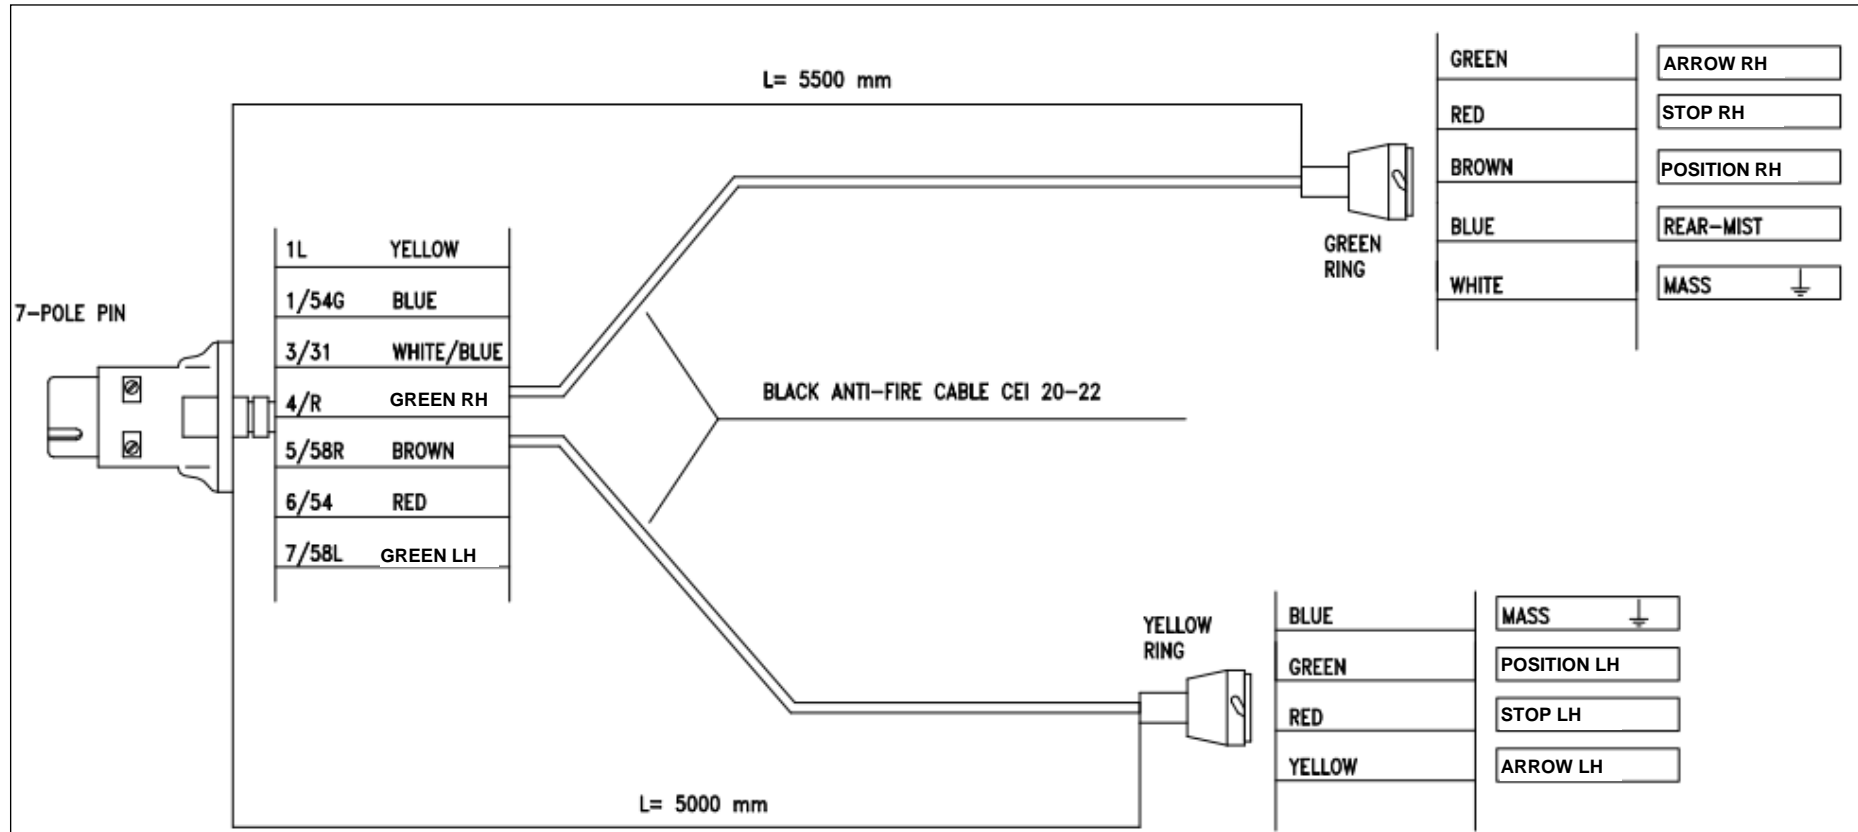 L= 5500 mm
GREEN ARROW RH
RED STOP RH
BROWN POSITION RH
BLUE REAR-MIST
WHITE MASS
GREEN
RING
7-POLE PIN
1L YELLOW
1/54G BLUE
3/31 WHITE/BLUE
4/R GREEN RH
5/58R BROWN
6/54 RED
7/58L GREEN LH
BLACK ANTI-FIRE CABLE CEI 20-22
YELLOW
RING
BLUE MASS
GREEN POSITION LH
RED STOP LH
YELLOW ARROW LH
L= 5000 mm